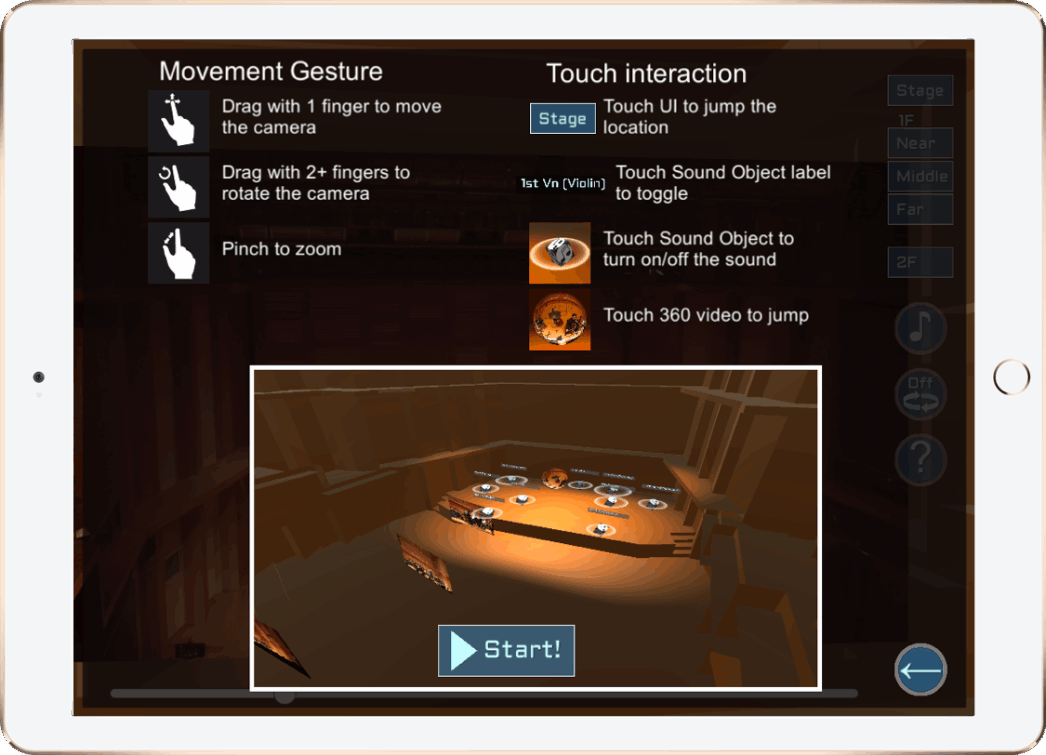 Movement Gesture
Drag with 1 finger to move
the camera
Drag with 2+ fingers to
rotate the camera
Pinch to zoom
Touch interaction
Stage
Touch UI to jump the
location
1st Vn (Violin)
Touch Sound Object label
to toggle
Touch Sound Object to
turn on/off the sound
Touch 360 video to jump
Stage
1F
Near
Middle
Far
2F
Off
?
Start!